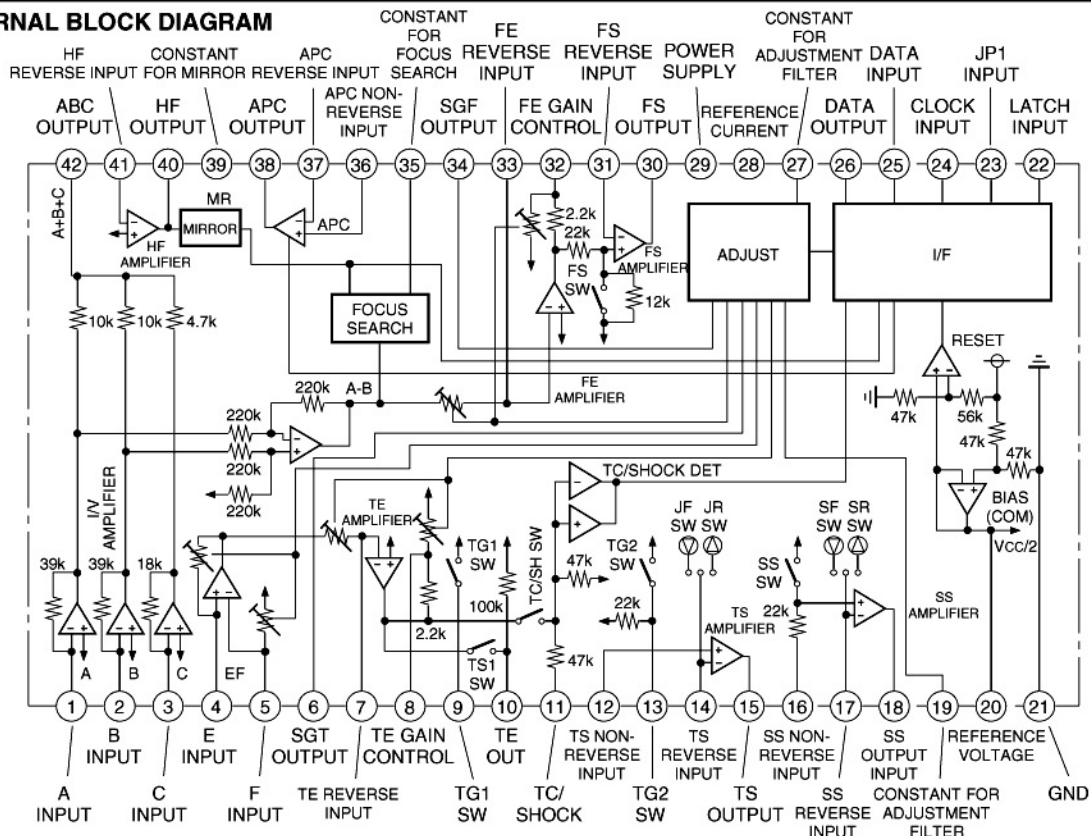 RNAL BLOCK DIAGRAM
HF
REVERSE INPUT
CONSTANT
FOR MIRROR
APC
REVERSE INPUT
CONSTANT
FOR
FOCUS
SEARCH
FE
REVERSE
INPUT
FS
REVERSE
INPUT
POWER
SUPPLY
CONSTANT
FOR
ADJUSTMENT
FILTER
DATA
INPUT
JP1
INPUT
ABC
OUTPUT
HF
OUTPUT
APC
OUTPUT
APC NON-
REVERSE
INPUT
SGF
OUTPUT
FE GAIN
CONTROL
FS
OUTPUT
REFERENCE
CURRENT
DATA
OUTPUT
CLOCK
INPUT
LATCH
INPUT
42 41 40 39 38 37 36 35 34 33 32 31 30 29 28 27 26 25 24 23 22
A+B+C
HF
AMPLIFIER
MR
MIRROR
APC
FOCUS
SEARCH
2.2k
22k
FS
SW
FS
AMPLIFIER
12k
ADJUST
I/F
10k
10k
4.7k
RESET
47k
56k
47k
47k
BIAS
(COM)
VCC/2
220k
A-B
FE
AMPLIFIER
220k
220k
220k
I/V
AMPLIFIER
TE
AMPLIFIER
TC/SHOCK DET
TC/SH SW
TG1
SW
TG2
SW
JF
SW
JR
SW
SF
SW
SR
SW
SS
SW
39k
39k
18k
47k
100k
2.2k
22k
22k
TS
AMPLIFIER
SS
AMPLIFIER
TS1
SW
47k
A
B
C
EF
1 2 3 4 5 6 7 8 9 10 11 12 13 14 15 16 17 18 19 20 21
B
INPUT
E
INPUT
SGT
OUTPUT
TE GAIN
CONTROL
TE
OUT
TS NON-
REVERSE
INPUT
TS
REVERSE
INPUT
SS NON-
REVERSE
INPUT
SS
OUTPUT
INPUT
REFERENCE
VOLTAGE
A
INPUT
C
INPUT
F
INPUT
TE REVERSE
INPUT
TG1
SW
TC/
SHOCK
TG2
SW
TS
OUTPUT
SS
REVERSE
INPUT
CONSTANT FOR
ADJUSTMENT
FILTER
GND